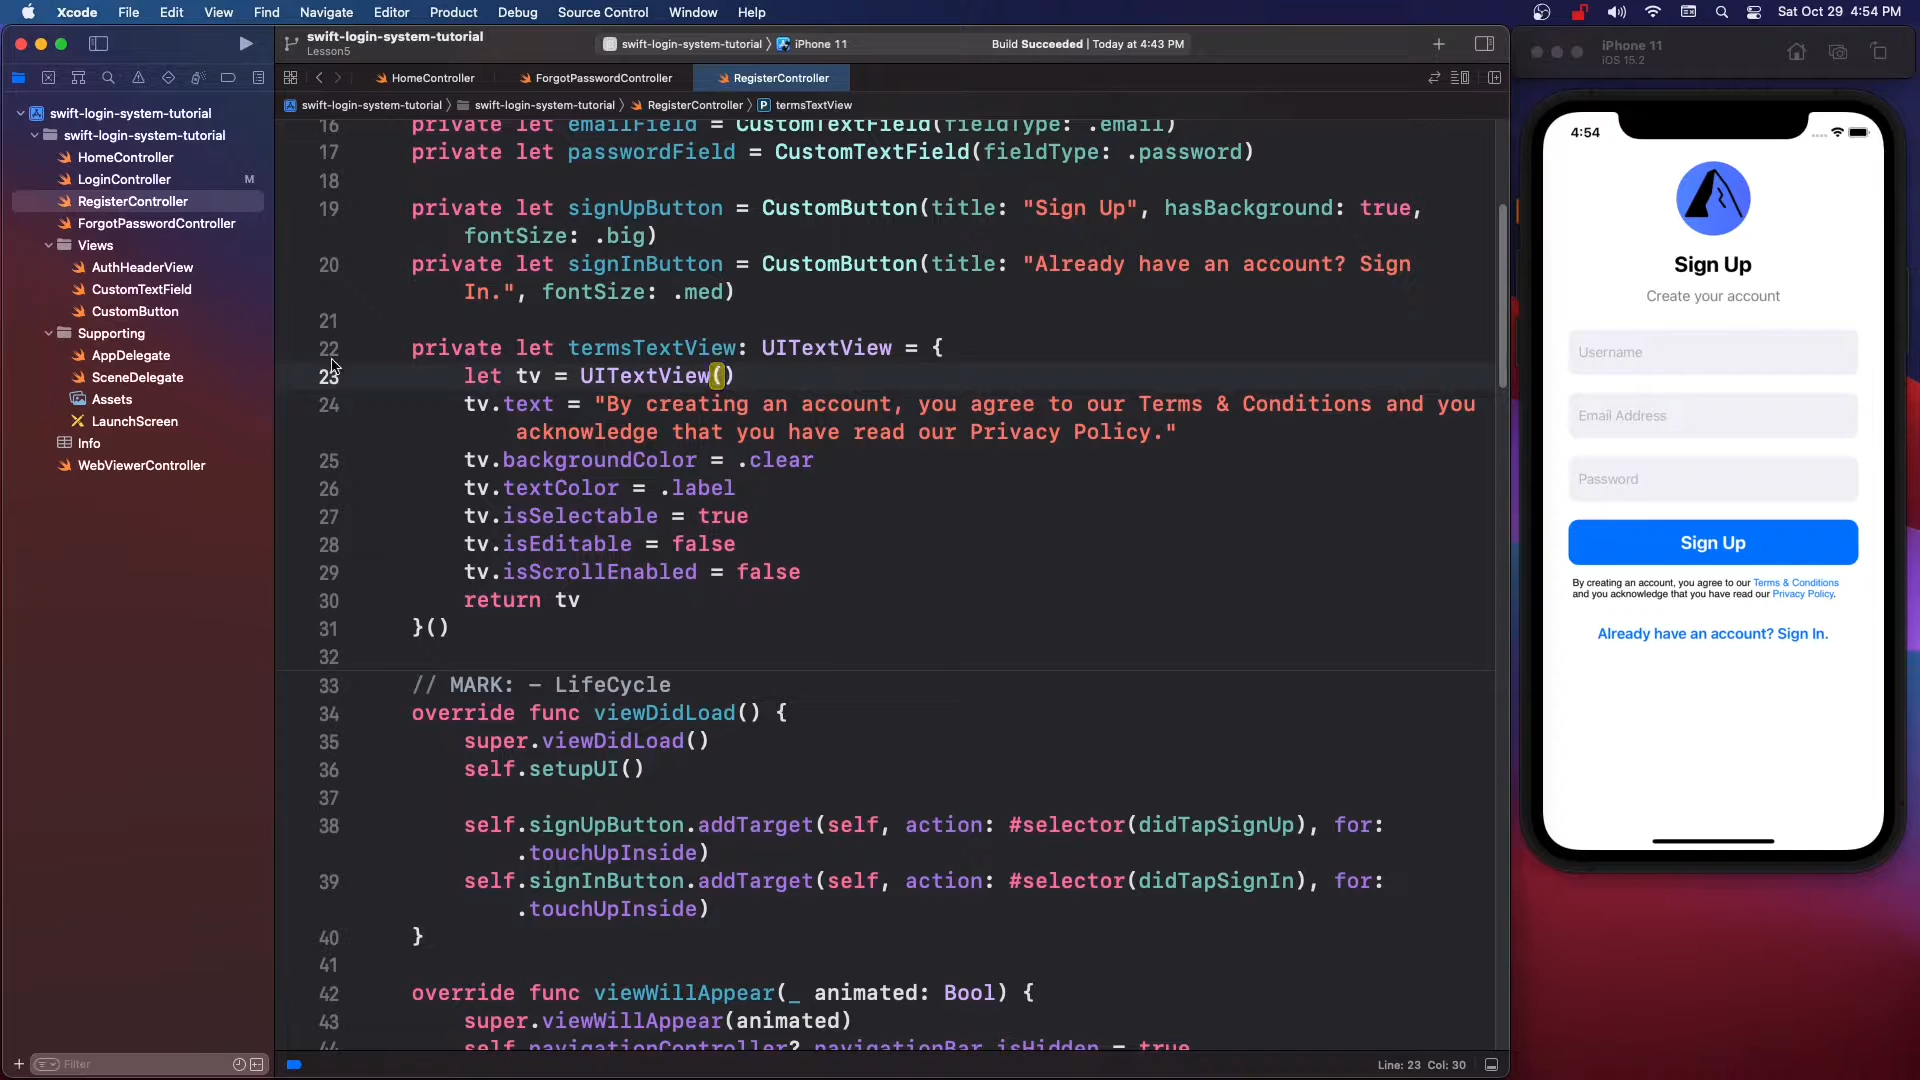 Xcode File Edit View Find Navigate Editor Product Debug Source Control Window Help
Sat Oct 29 4:54 PM
swift-login-system-tutorial
Lesson5
swift-login-system-tutorial 〉 iPhone 11
Build Succeeded | Today at 4:43 PM
HomeController
ForgotPasswordController
RegisterController
swift-login-system-tutorial 〉 swift-login-system-tutorial 〉 RegisterController 〉 P termsTextView
swift-login-system-tutorial
swift-login-system-tutorial
HomeController
LoginController M
RegisterController
ForgotPasswordController
Views
AuthHeaderView
CustomTextField
CustomButton
Supporting
AppDelegate
SceneDelegate
Assets
LaunchScreen
Info
WebViewerController
Filter
16 private let emailField = CustomTextField(fieldType: .email)
17 private let passwordField = CustomTextField(fieldType: .password)
18
19 private let signUpButton = CustomButton(title: "Sign Up", hasBackground: true,
fontSize: .big)
20 private let signInButton = CustomButton(title: "Already have an account? Sign
In.", fontSize: .med)
21
22 private let termsTextView: UITextView = {
23 let tv = UITextView()
24 tv.text = "By creating an account, you agree to our Terms & Conditions and you
acknowledge that you have read our Privacy Policy."
25 tv.backgroundColor = .clear
26 tv.textColor = .label
27 tv.isSelectable = true
28 tv.isEditable = false
29 tv.isScrollEnabled = false
30 return tv
31 }()
32
33 // MARK: - LifeCycle
34 override func viewDidLoad() {
35 super.viewDidLoad()
36 self.setupUI()
37
38 self.signUpButton.addTarget(self, action: #selector(didTapSignUp), for:
.touchUpInside)
39 self.signInButton.addTarget(self, action: #selector(didTapSignIn), for:
.touchUpInside)
40 }
41
42 override func viewWillAppear(_ animated: Bool) {
43 super.viewWillAppear(animated)
44 self.navigationController?.navigationBar.isHidden = true
Line: 23 Col: 30
iPhone 11
iOS 15.2
4:54
Sign Up
Create your account
Username
Email Address
Password
Sign Up
By creating an account, you agree to our Terms & Conditions
and you acknowledge that you have read our Privacy Policy.
Already have an account? Sign In.